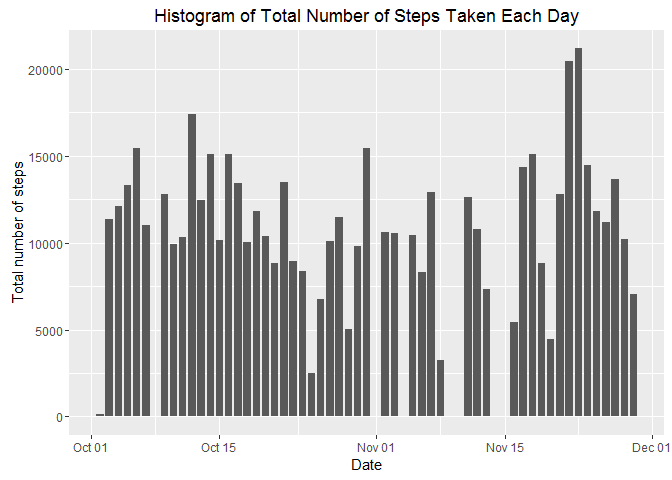 Histogram of Total Number of Steps Taken Each Day
Total number of steps
20000
15000
10000
5000
0
Oct 01
Oct 15
Nov 01
Nov 15
Dec 01
Date